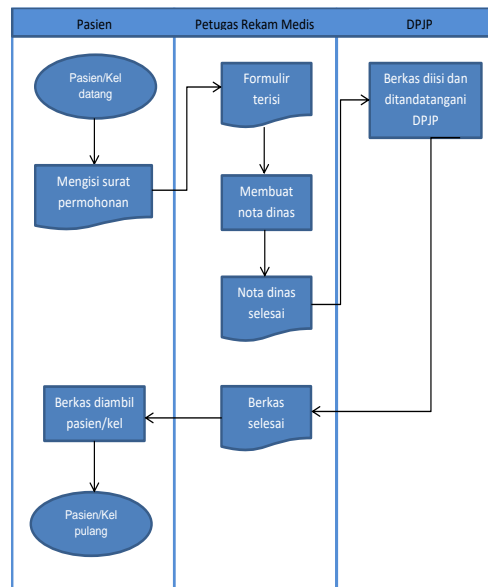 Pasien
Petugas Rekam Medis
DPJP
Pasien/Kel
datang
Mengisi surat
permohonan
Formulir
terisi
Membuat
nota dinas
Nota dinas
selesai
Berkas diisi dan
ditandatangani
DPJP
Berkas
selesai
Berkas diambil
pasien/kel
Pasien/Kel
pulang